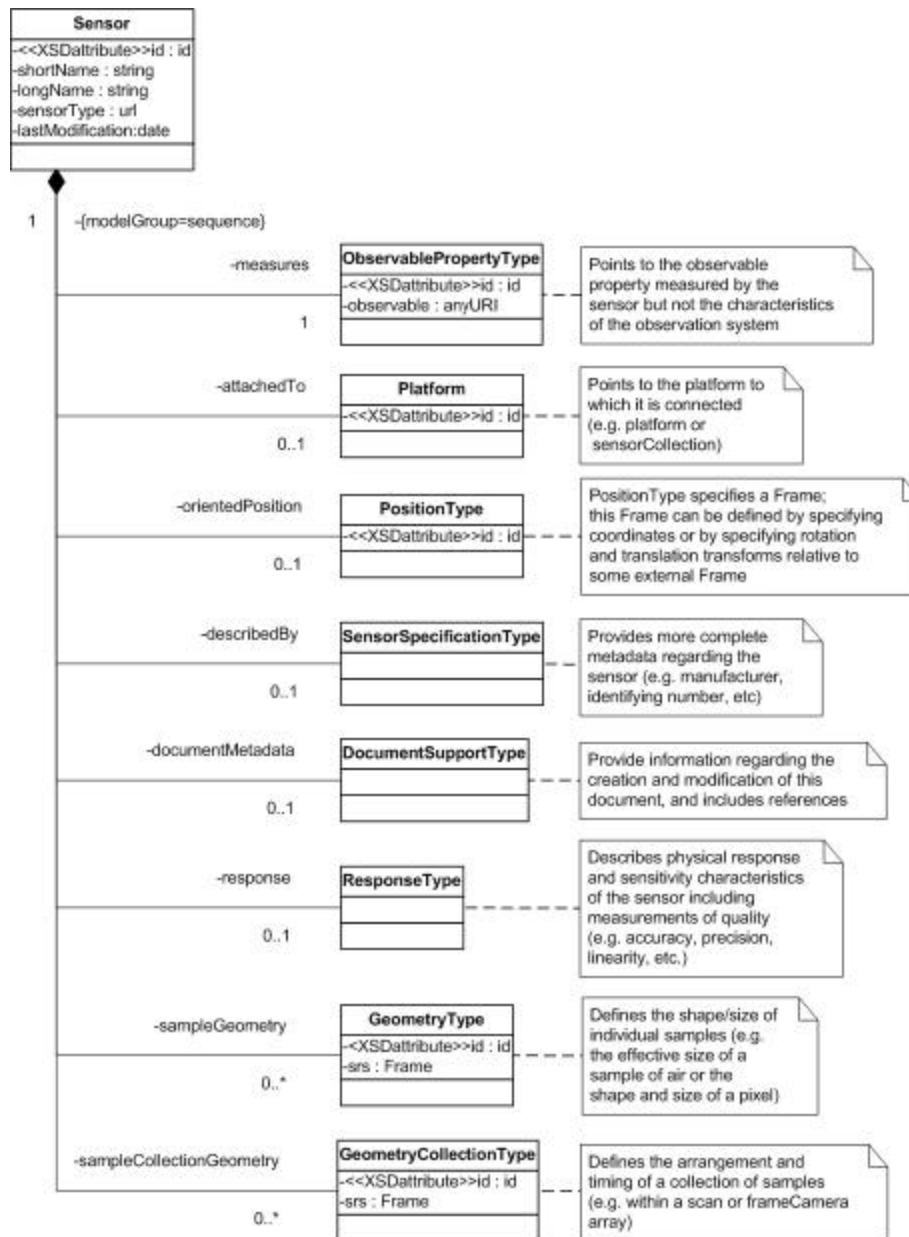 Sensor
-<<XSDattribute>>id : id
-shortName : string
-longName : string
-sensorType : url
-lastModification:date
1
-{modelGroup=sequence}
-measures
1
ObservablePropertyType
-<<XSDattribute>>id : id
-observable : anyURI
Points to the observable
property measured by the
sensor but not the characteristics
of the observation system
-attachedTo
0..1
Platform
-<<XSDattribute>>id : id
Points to the platform to
which it is connected
(e.g. platform or
sensorCollection)
-orientedPosition
0..1
PositionType
-<<XSDattribute>>id : id
PositionType specifies a Frame;
this Frame can be defined by specifying
coordinates or by specifying rotation
and translation transforms relative to
some external Frame
-describedBy
0..1
SensorSpecificationType
Provides more complete
metadata regarding the
sensor (e.g. manufacturer,
identifying number, etc)
-documentMetadata
0..1
DocumentSupportType
Provide information regarding the
creation and modification of this
document, and includes references
-response
0..1
ResponseType
Describes physical response
and sensitivity characteristics
of the sensor including
measurements of quality
(e.g. accuracy, precision,
linearity, etc.)
-sampleGeometry
0..*
GeometryType
-<XSDattribute>>id : id
-srs : Frame
Defines the shape/size of
individual samples (e.g.
the effective size of a
sample of air or the
shape and size of a pixel)
-sampleCollectionGeometry
0..*
GeometryCollectionType
-<<XSDattribute>>id : id
-srs : Frame
Defines the arrangement and
timing of a collection of samples
(e.g. within a scan or frameCamera
array)